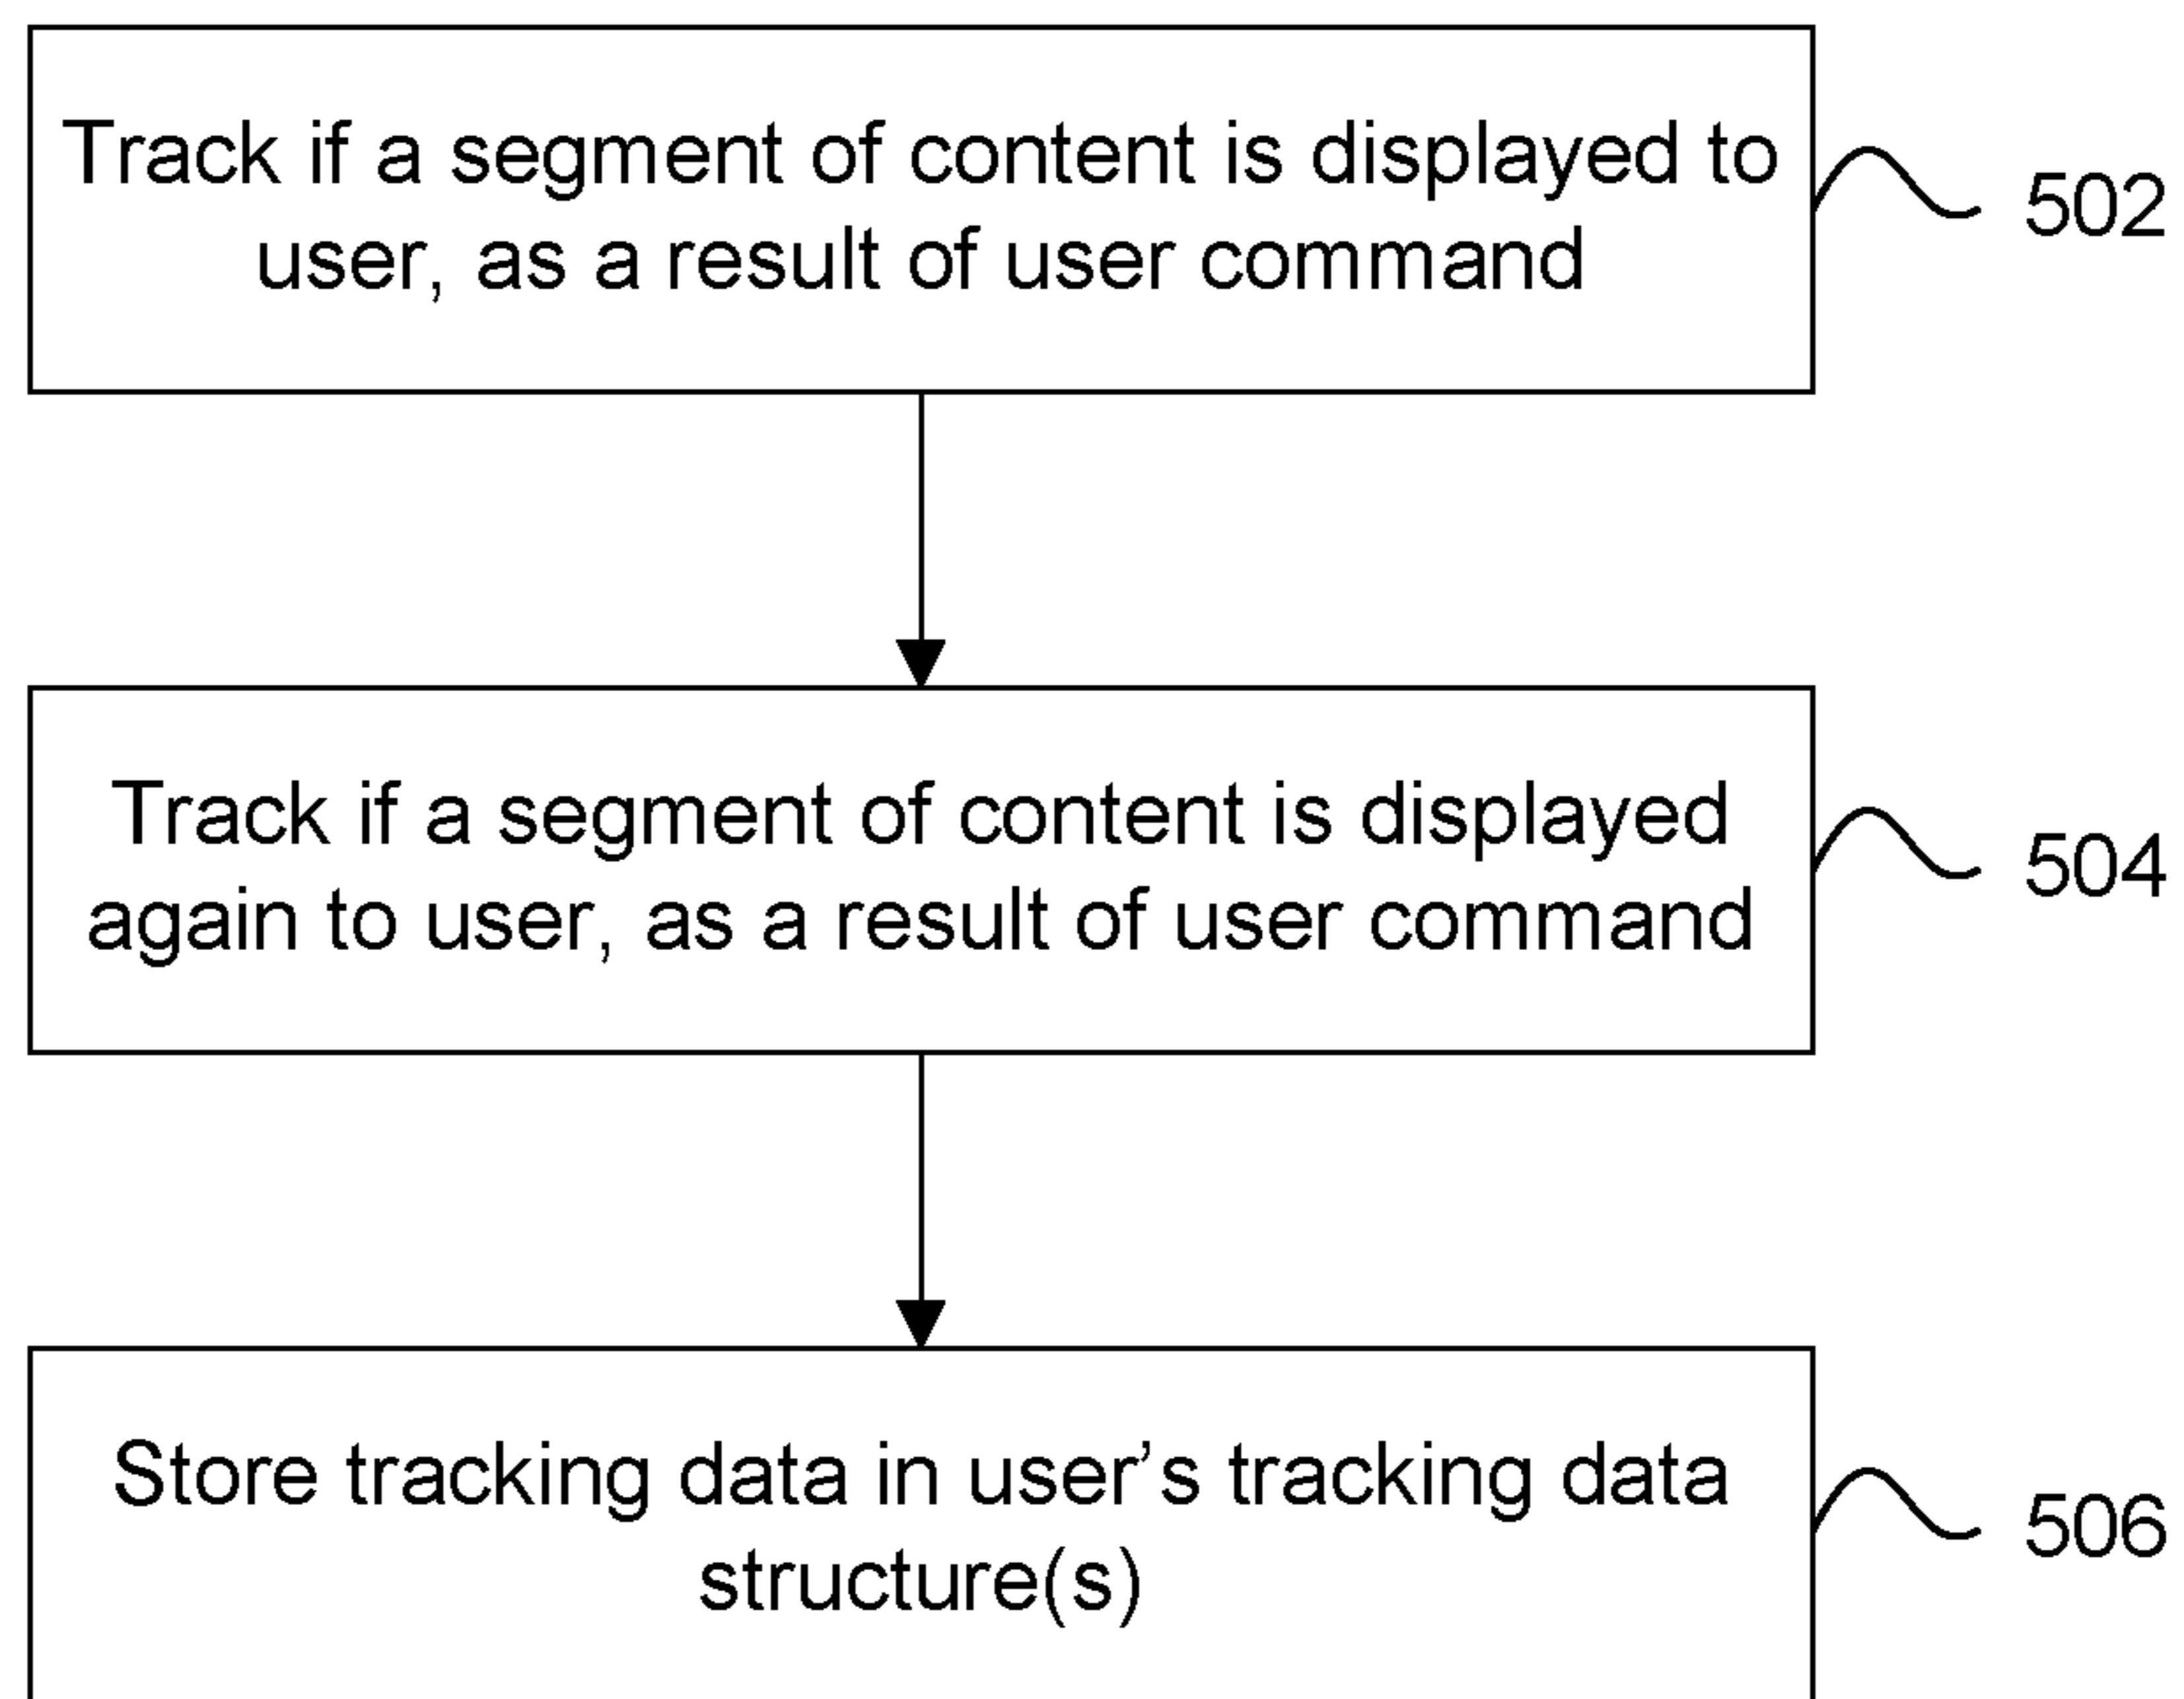 Track if a segment of content is displayed to
user, as a result of user command
502
Track if a segment of content is displayed
again to user, as a result of user command
504
Store tracking data in user’s tracking data
structure(s)
506